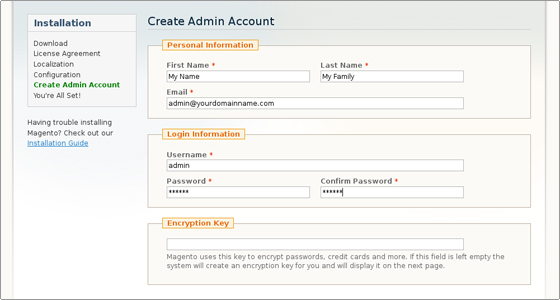 Installation
Download
License Agreement
Localization
Configuration
Create Admin Account
You're All Set!
Having trouble installing
Magento? Check out our
Installation Guide
Create Admin Account
Personal Information
First Name * Last Name *
My Name My Family
Email *
admin@yourdomainname.com
Login Information
Username *
admin
Password * Confirm Password *
****** ******
Encryption Key
Magento uses this key to encrypt passwords, credit cards and more. If this field is left empty the
system will create an encryption key for you and will display it on the next page.